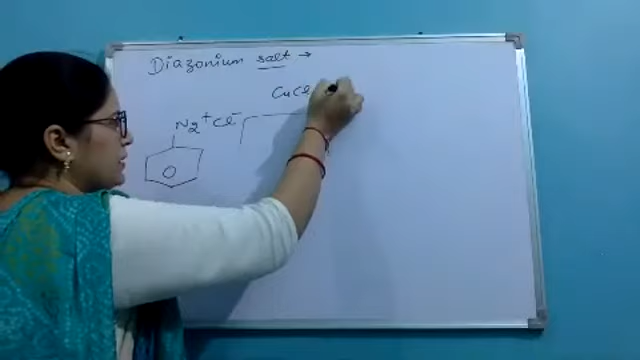 Diazonium salt →
CuCl
N₂⁺Cl⁻